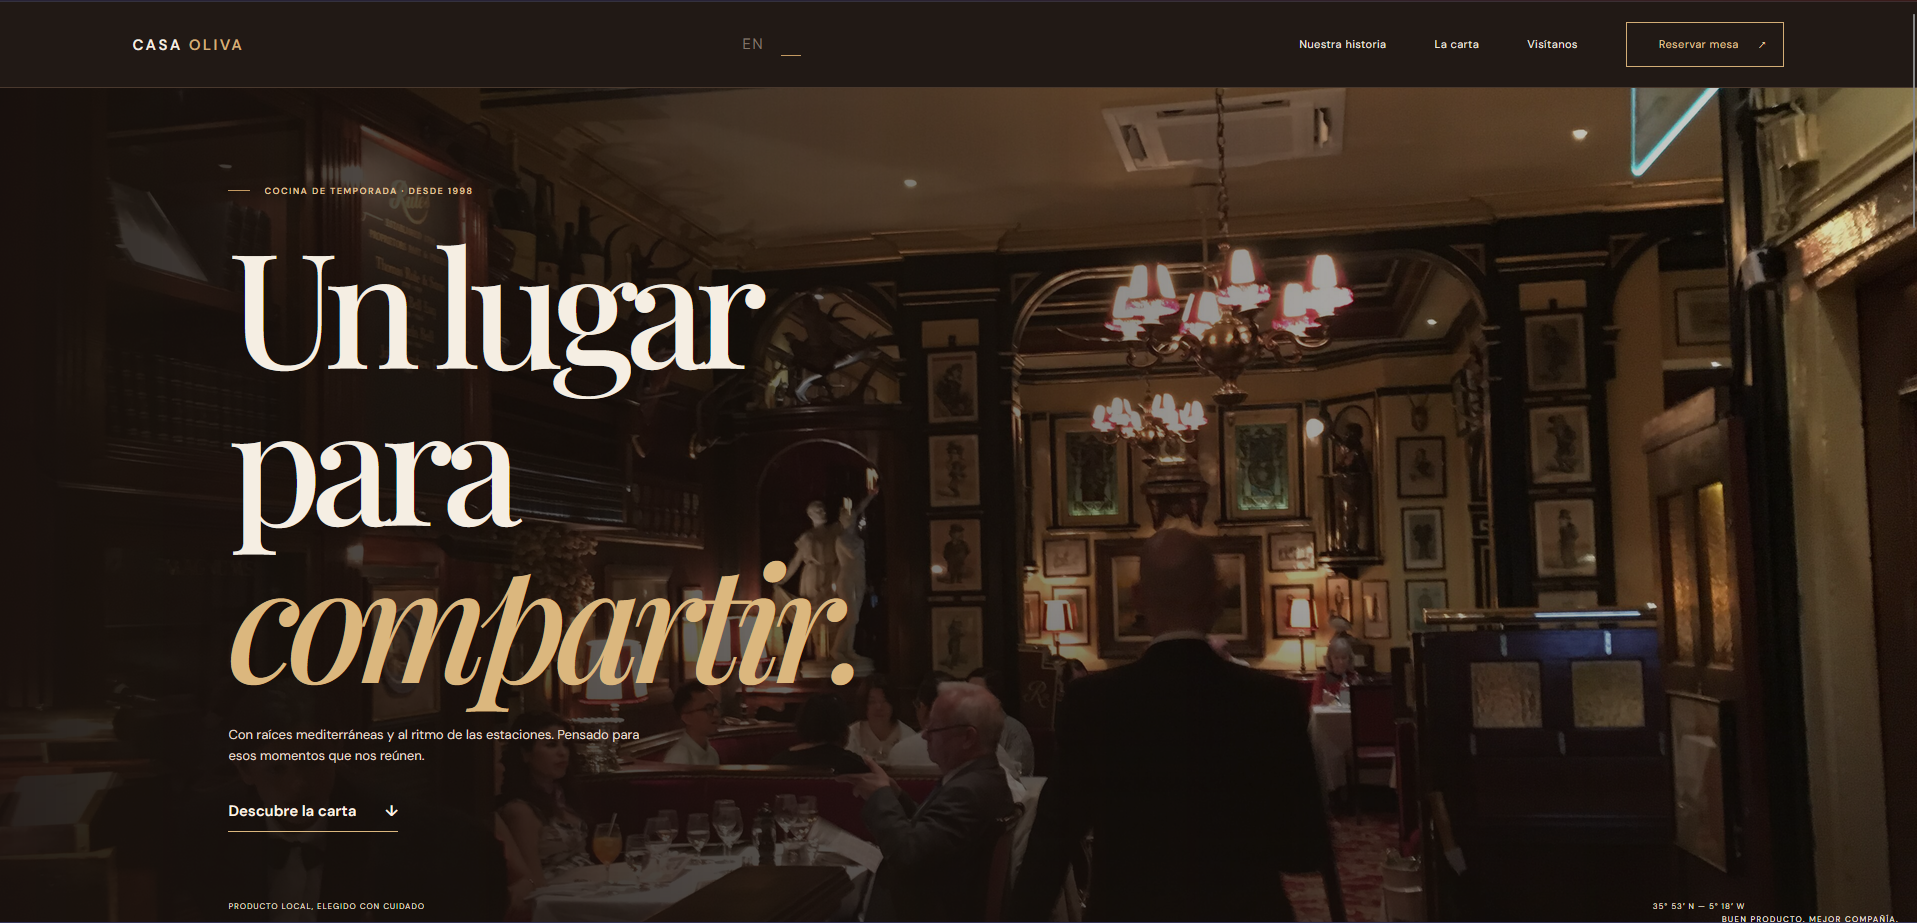 CASA OLIVA
EN
Nuestra historia
La carta
Visítanos
Reservar mesa ↗
COCINA DE TEMPORADA · DESDE 1998
Un lugar
para
compartir.
Con raíces mediterráneas y al ritmo de las estaciones. Pensado para
esos momentos que nos reúnen.
Descubre la carta ↓
PRODUCTO LOCAL, ELEGIDO CON CUIDADO
35° 53' N — 5° 18' W
BUEN PRODUCTO. MEJOR COMPAÑÍA.